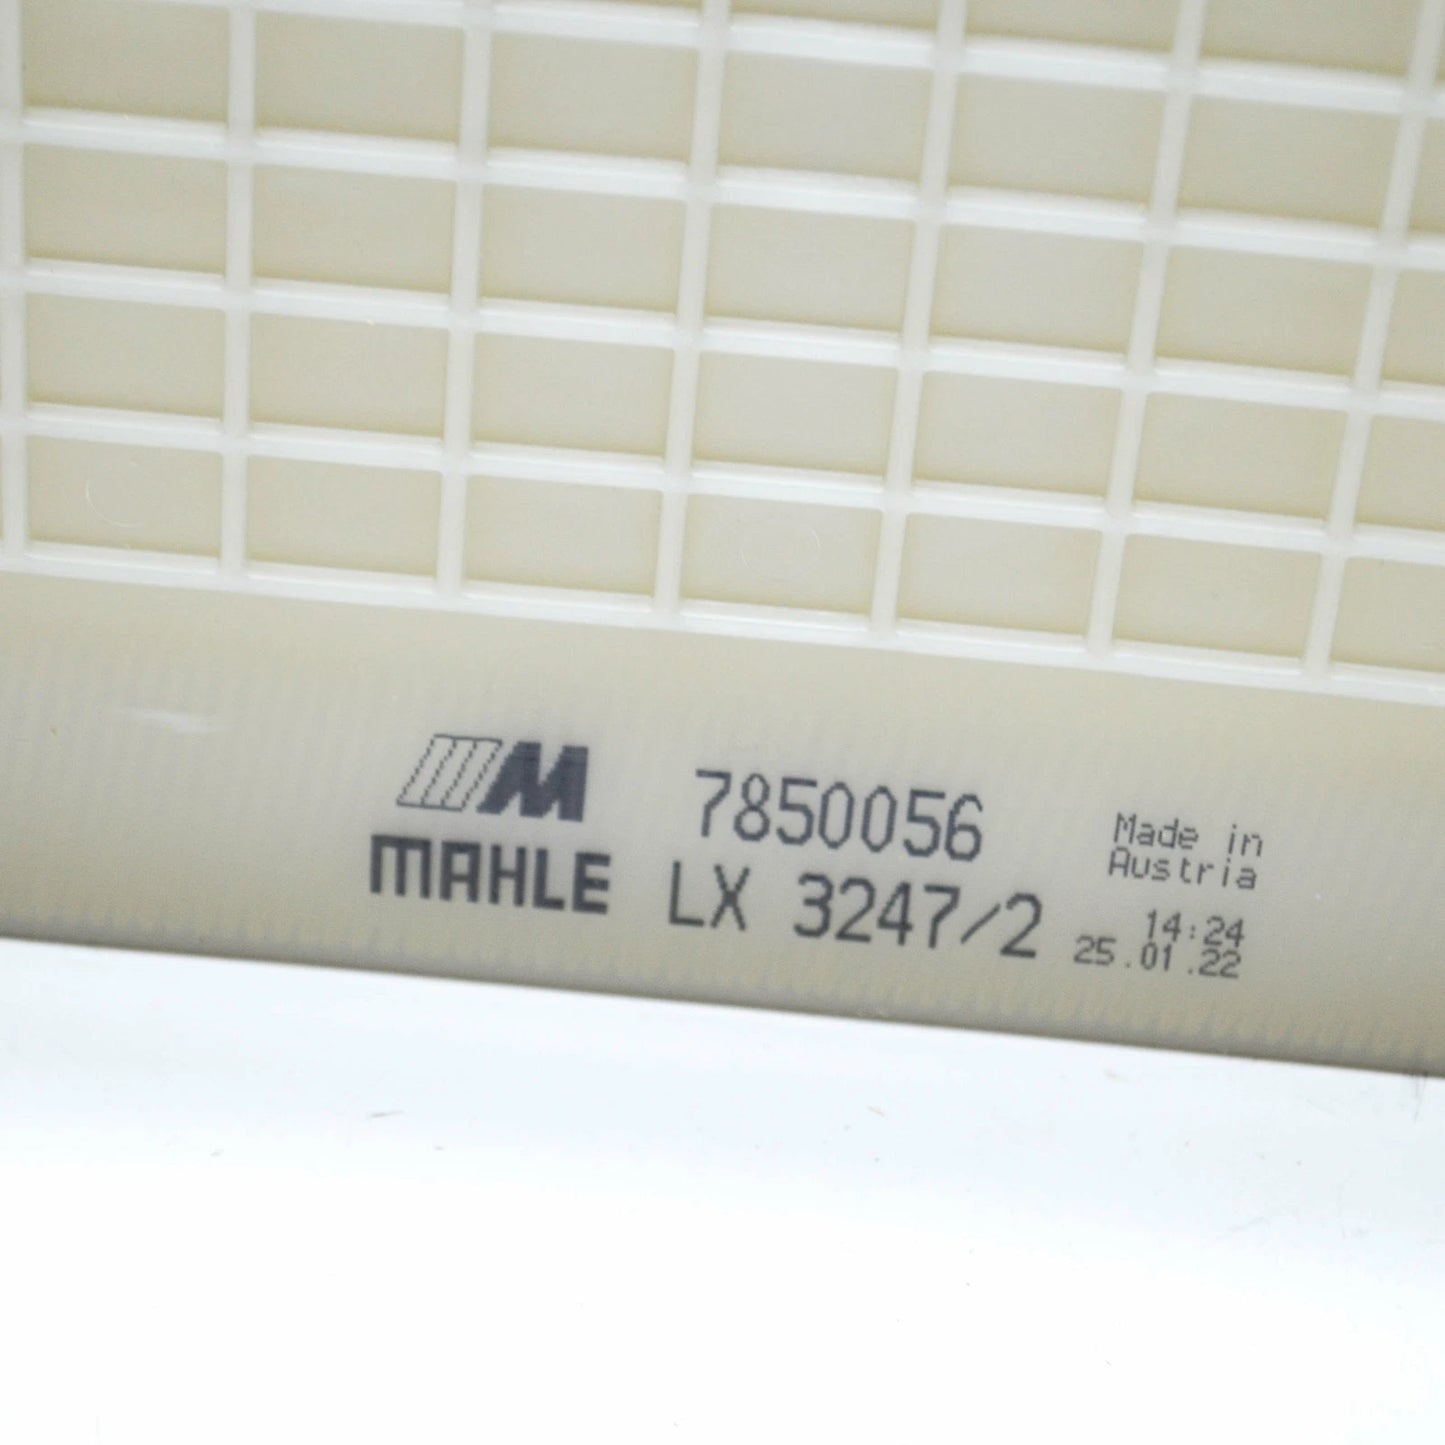 M 7850056
MAHLE LX 3247/2
Made in
Austria
14:24
25.01.22